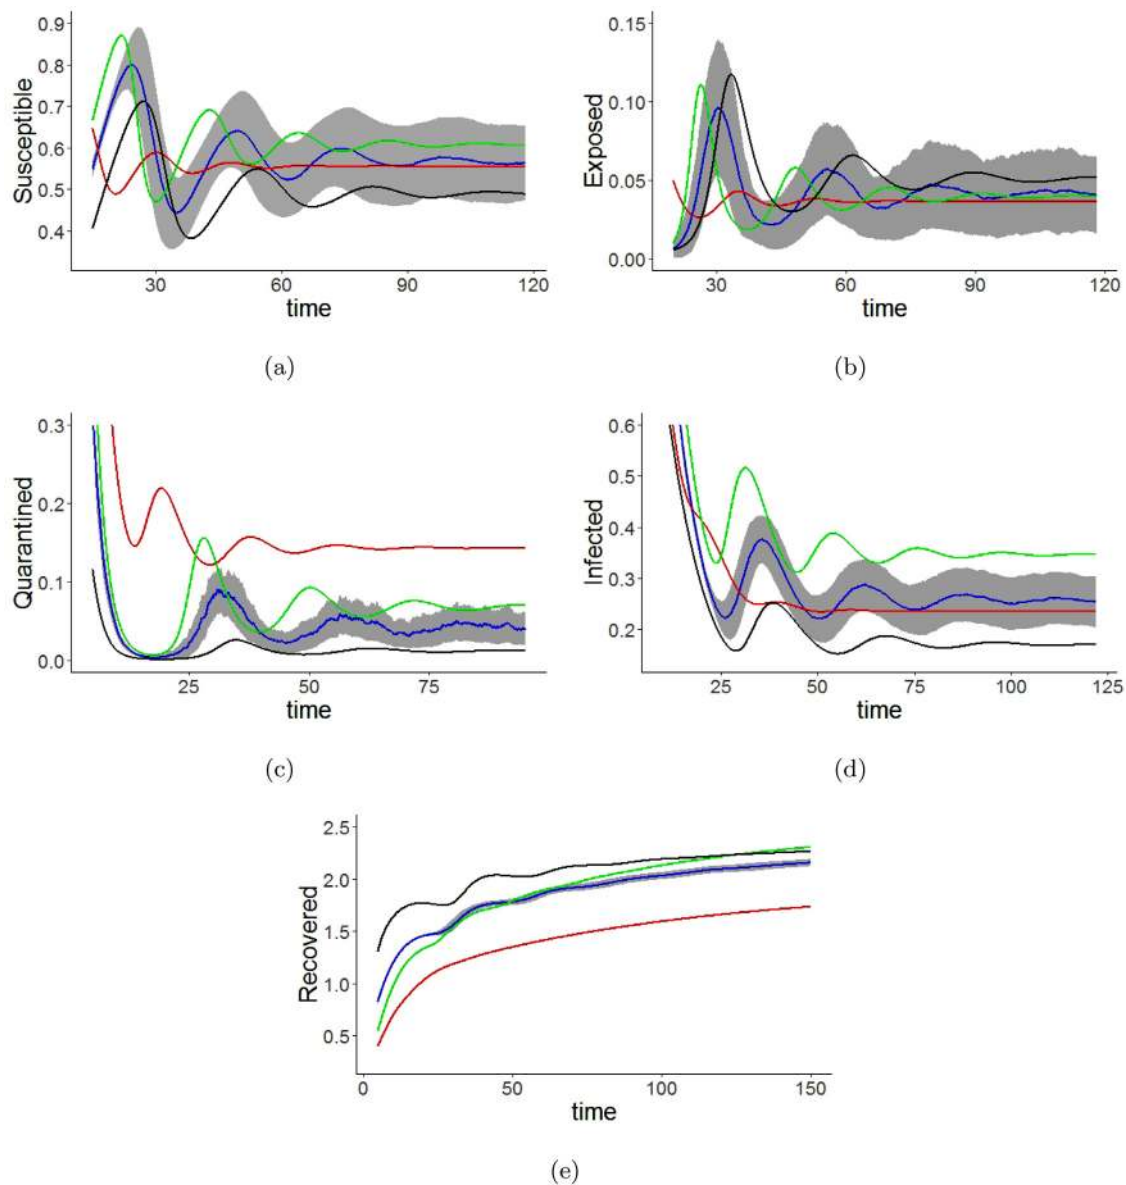 0.9
0.8
0.7
0.6
0.5
0.4
Susceptible
30 60 90 120
time
(a)
0.15
0.10
0.05
0.00
Exposed
30 60 90 120
time
(b)
0.3
0.2
0.1
0.0
Quarantined
25 50 75
time
(c)
0.6
0.5
0.4
0.3
0.2
Infected
25 50 75 100 125
time
(d)
2.5
2.0
1.5
1.0
0.5
Recovered
0 50 100 150
time
(e)